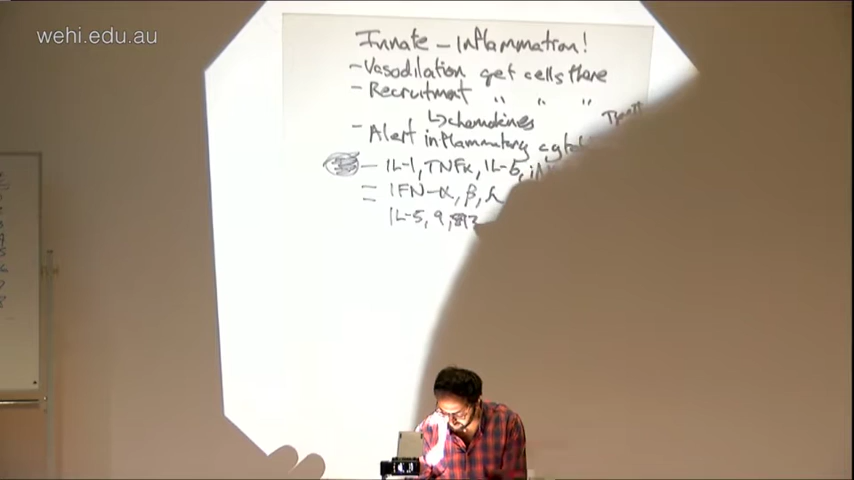 wehi.edu.au
Innate - Inflammation!
- Vasodilation get cells there
- Recruitment " " "
↳ chemokines
- Alert inflammatory
- IL-1, TNFα, IL-6,
= IFN-α, β, λ
IL-5, 9,